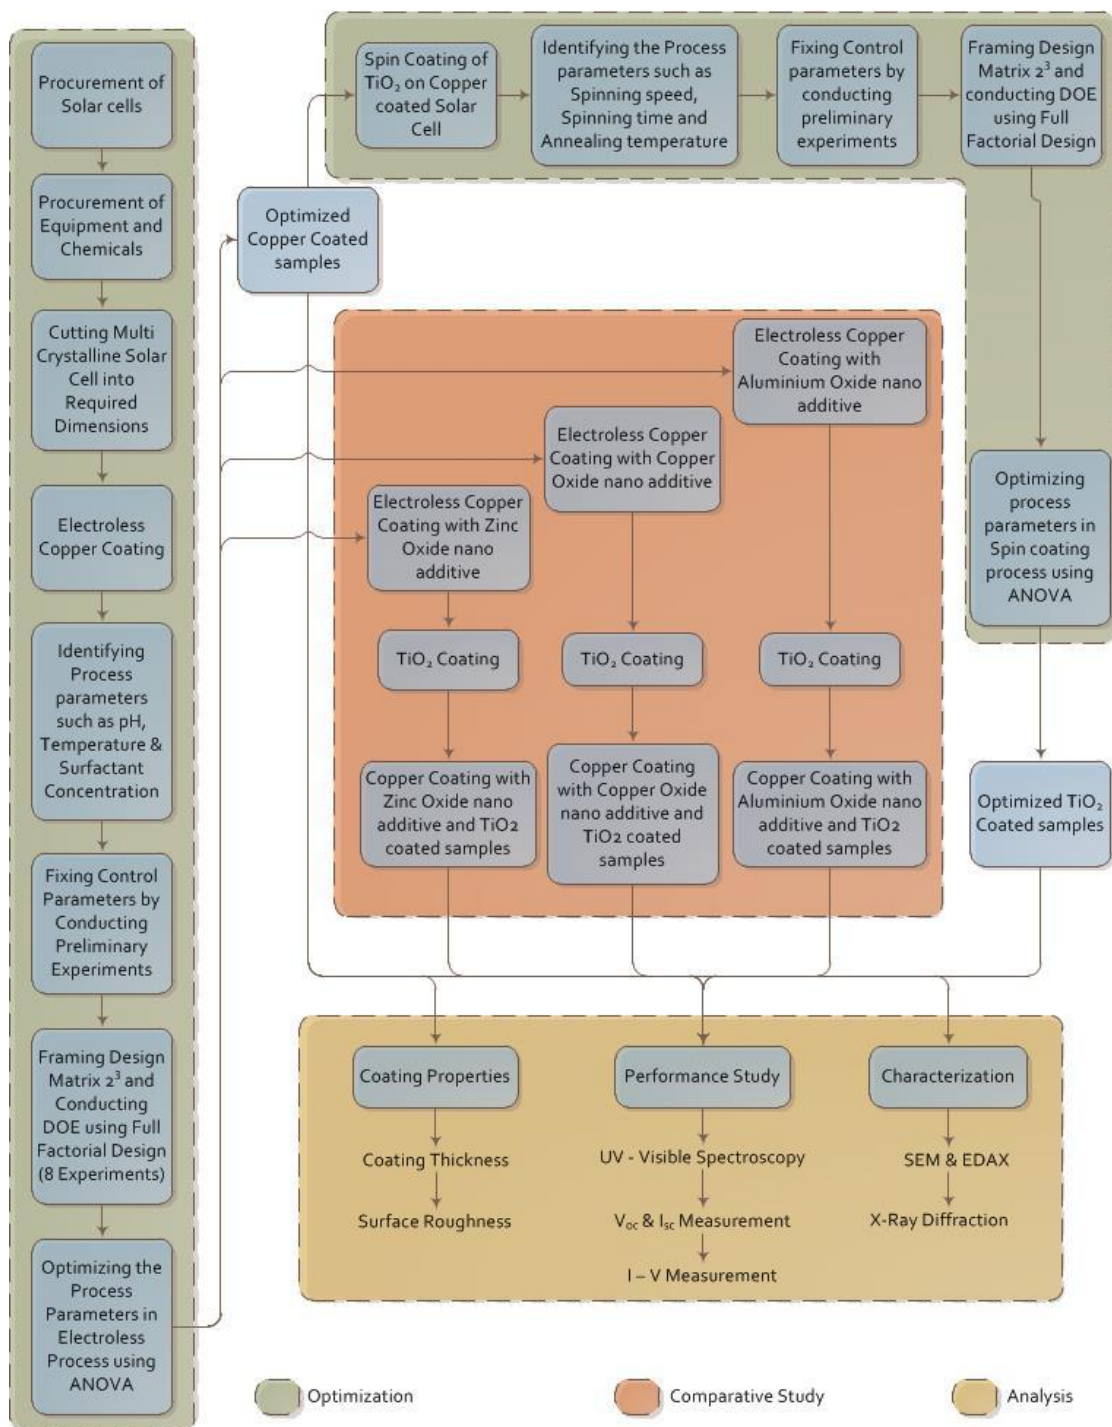 Procurement of
Solar cells
Procurement of
Equipment and
Chemicals
Cutting Multi
Crystalline Solar
Cell into
Required
Dimensions
Electroless
Copper Coating
Identifying
Process
parameters
such as pH,
Temperature &
Surfactant
Concentration
Fixing Control
Parameters by
Conducting
Preliminary
Experiments
Framing Design
Matrix 2³ and
Conducting
DOE using Full
Factorial Design
(8 Experiments)
Optimizing the
Process
Parameters in
Electroless
Process using
ANOVA
Optimized
Copper Coated
samples
Spin Coating of
TiO₂ on Copper
coated Solar
Cell
Identifying the Process
parameters such as
Spinning speed,
Spinning time and
Annealing temperature
Fixing Control
parameters by
conducting
preliminary
experiments
Framing Design
Matrix 2³ and
conducting DOE
using Full
Factorial Design
Optimizing
process
parameters in
Spin coating
process using
ANOVA
Optimized TiO₂
Coated samples
Electroless Copper
Coating with Zinc
Oxide nano
additive
TiO₂ Coating
Copper Coating with
Zinc Oxide nano
additive and TiO2
coated samples
Electroless Copper
Coating with Copper
Oxide nano additive
TiO₂ Coating
Copper Coating
with Copper Oxide
nano additive and
TiO2 coated
samples
Electroless Copper
Coating with
Aluminium Oxide nano
additive
TiO₂ Coating
Copper Coating with
Aluminium Oxide nano
additive and TiO2
coated samples
Coating Properties
Coating Thickness
Surface Roughness
Performance Study
UV - Visible Spectroscopy
Voc & Isc Measurement
I – V Measurement
Characterization
SEM & EDAX
X-Ray Diffraction
Optimization
Comparative Study
Analysis